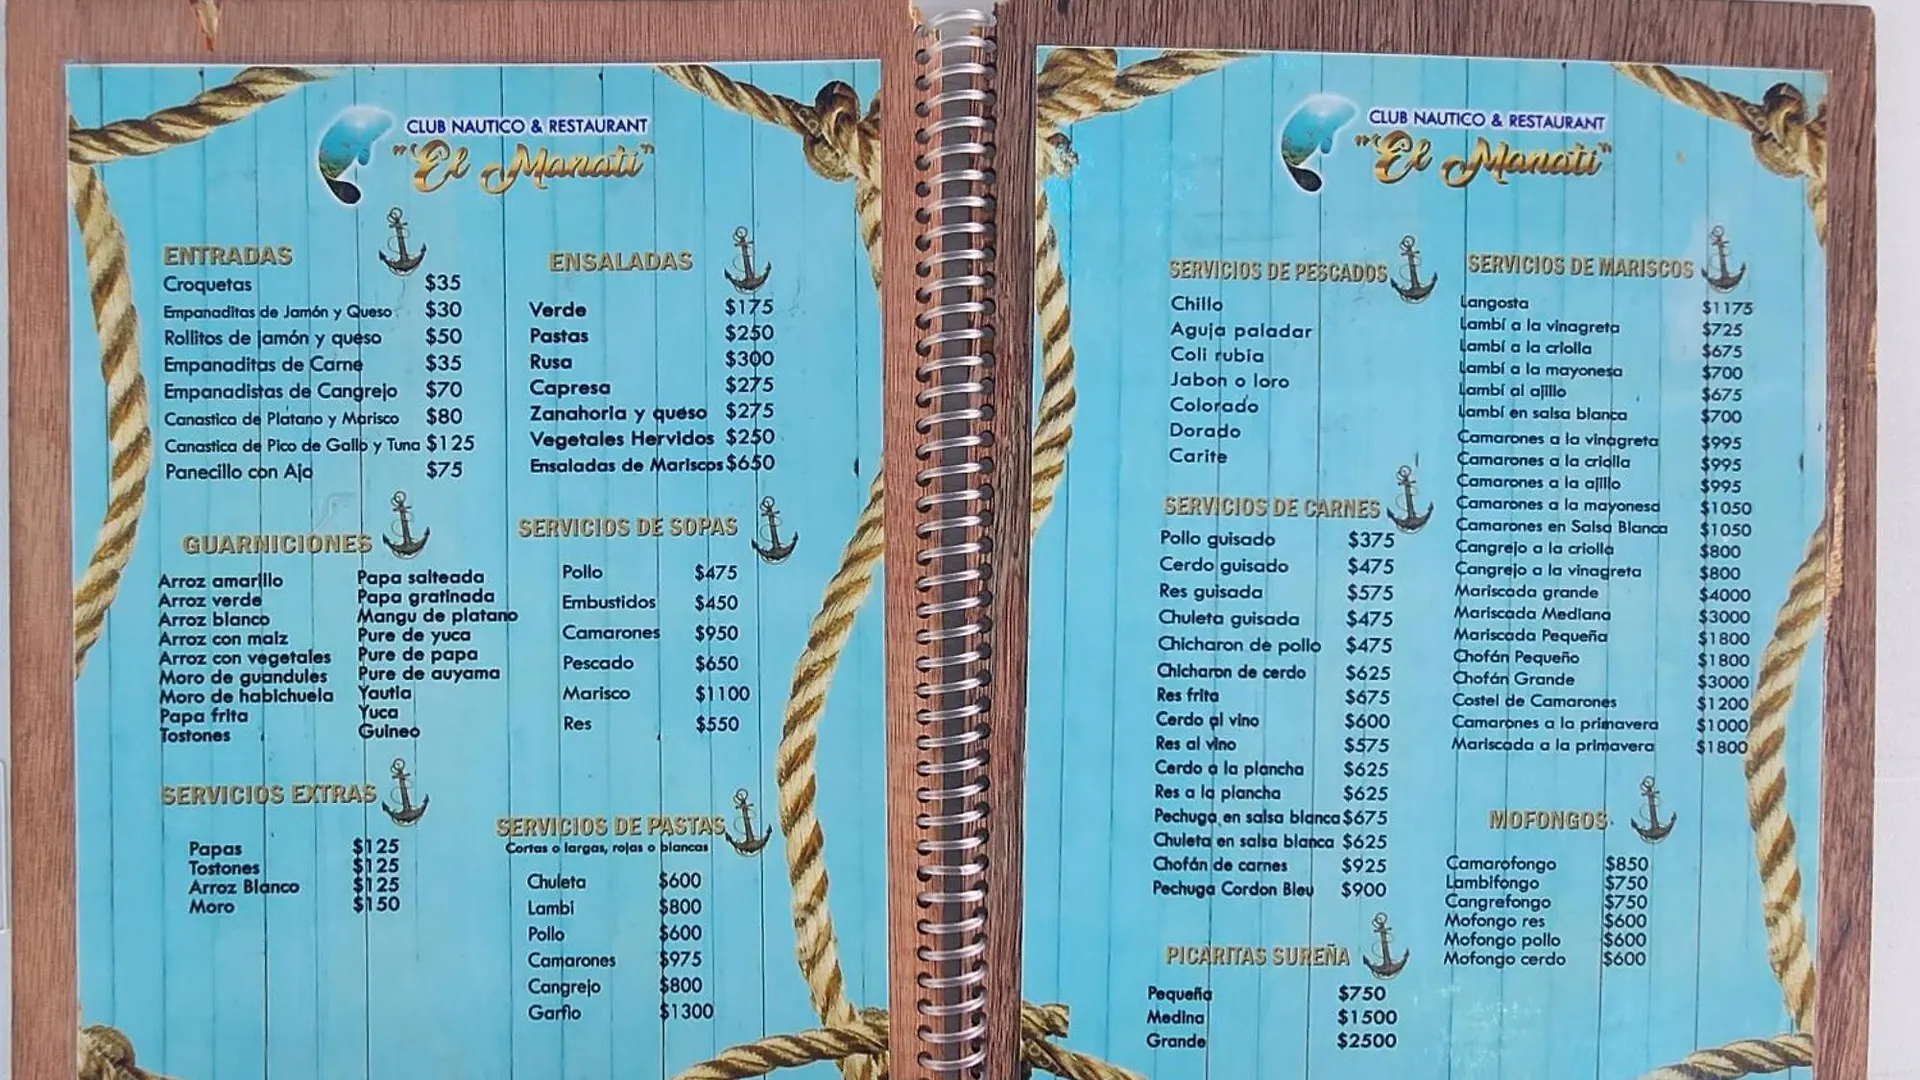 CLUB NAUTICO & RESTAURANT
"El Manati"
ENTRADAS
Croquetas $35
Empanaditas de Jamón y Queso $30
Rollitos de jamón y queso $50
Empanaditas de Carne $35
Empanadistas de Cangrejo $70
Canastica de Platano y Marisco $80
Canastica de Pico de Gallo y Tuna $125
Panecillo con Ajo $75
GUARNICIONES
Arroz amarillo
Arroz verde
Arroz blanco
Arroz con maiz
Arroz con vegetales
Moro de guandules
Moro de habichuela
Papa frita
Tostones
Papa salteada
Papa gratinada
Mangu de platano
Pure de yuca
Pure de papa
Pure de auyama
Yautia
Yuca
Guineo
SERVICIOS EXTRAS
Papas $125
Tostones $125
Arroz Blanco $125
Moro $150
ENSALADAS
Verde $175
Pastas $250
Rusa $300
Capresa $275
Zanahoria y queso $275
Vegetales Hervidos $250
Ensaladas de Mariscos $650
SERVICIOS DE SOPAS
Pollo $475
Embustidos $450
Camarones $950
Pescado $650
Marisco $1100
Res $550
SERVICIOS DE PASTAS
Cortas o largas, rojas o blancas
Chuleta $600
Lambi $800
Pollo $600
Camarones $975
Cangrejo $800
Garfio $1300
CLUB NAUTICO & RESTAURANT
"El Manati"
SERVICIOS DE PESCADOS
Chillo
Aguja paladar
Coli rubia
Jabon o loro
Colorado
Dorado
Carite
SERVICIOS DE CARNES
Pollo guisado $375
Cerdo guisado $475
Res guisada $575
Chuleta guisada $475
Chicharon de pollo $475
Chicharon de cerdo $625
Res frita $675
Cerdo al vino $600
Res al vino $575
Cerdo a la plancha $625
Res a la plancha $625
Pechuga en salsa blanca $675
Chuleta en salsa blanca $625
Chofán de carnes $925
Pechuga Cordon Bleu $900
PICARITAS SUREÑA
Pequeña $750
Medina $1500
Grande $2500
SERVICIOS DE MARISCOS
Langosta $1175
Lambí a la vinagreta $725
Lambí a la criolla $675
Lambí a la mayonesa $700
Lambí al ajillo $675
Lambí en salsa blanca $700
Camarones a la vinagreta $995
Camarones a la criolla $995
Camarones a la ajillo $995
Camarones a la mayonesa $1050
Camarones en Salsa Blanca $1050
Cangrejo a la criolla $800
Cangrejo a la vinagreta $800
Mariscada grande $4000
Mariscada Mediana $3000
Mariscada Pequeña $1800
Chofán Pequeño $1800
Chofán Grande $3000
Costel de Camarones $1200
Camarones a la primavera $1000
Mariscada a la primavera $1800
MOFONGOS
Camarofongo $850
Lambifongo $750
Cangrefongo $750
Mofongo res $600
Mofongo pollo $600
Mofongo cerdo $600